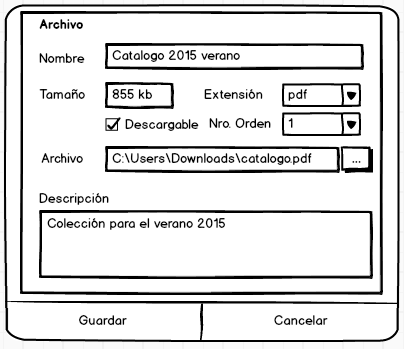 Archivo
Nombre Catalogo 2015 verano
Tamaño 855 kb Extensión pdf
Descargable Nro. Orden 1
Archivo C:\Users\Downloads\catalogo.pdf ...
Descripción
Colección para el verano 2015
Guardar Cancelar